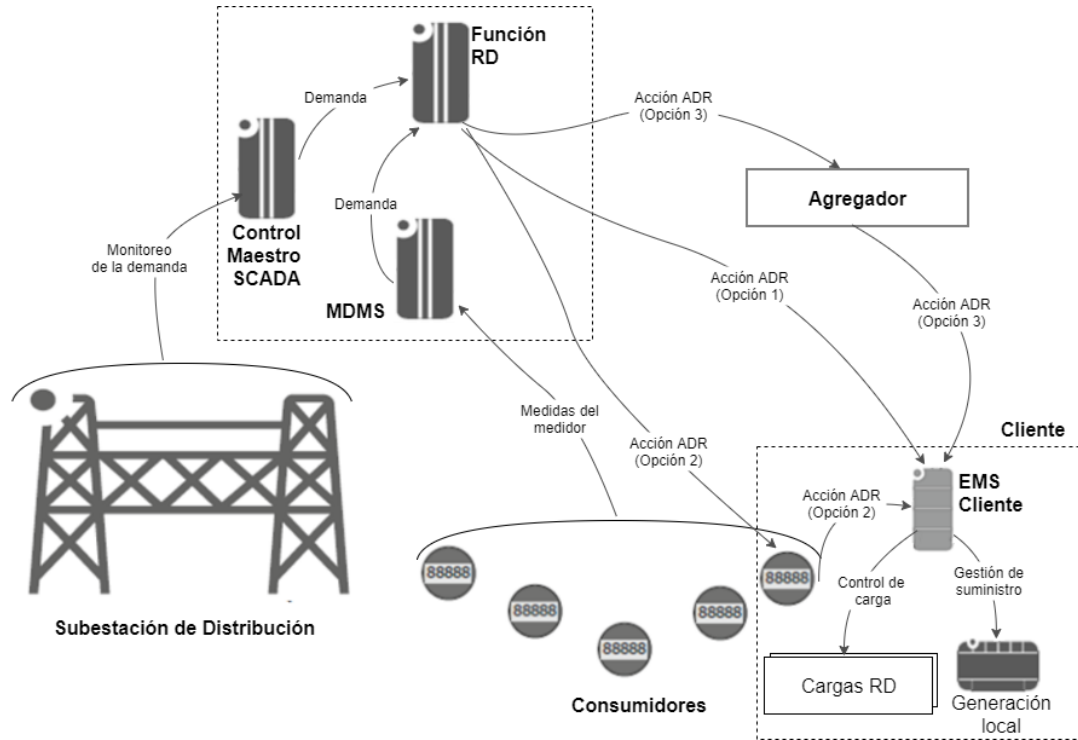 Función
RD
Demanda
Acción ADR
(Opción 3)
Control
Maestro
SCADA
Demanda
MDMS
Agregador
Monitoreo
de la demanda
Acción ADR
(Opción 1)
Acción ADR
(Opción 3)
Medidas del
medidor
Acción ADR
(Opción 2)
Cliente
EMS
Cliente
Acción ADR
(Opción 2)
88888
88888
88888
88888
88888
Control de
carga
Gestión de
suministro
Subestación de Distribución
Consumidores
Cargas RD
Generación
local